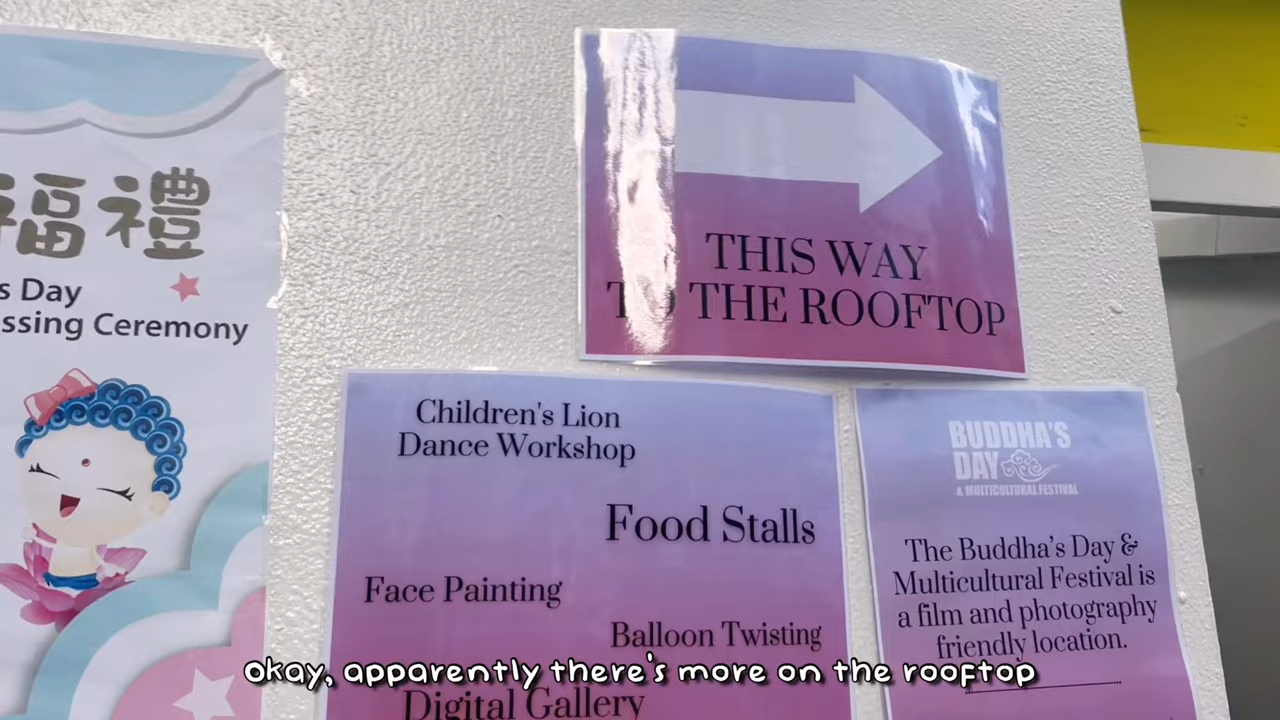 福禮
s Day
ssing Ceremony
THIS WAY
TO THE ROOFTOP
Children's Lion
Dance Workshop
Food Stalls
Face Painting
Balloon Twisting
Digital Gallery
BUDDHA'S
DAY
& MULTICULTURAL FESTIVAL
The Buddha's Day &
Multicultural Festival is
a film and photography
friendly location.
okay, apparently there's more on the rooftop